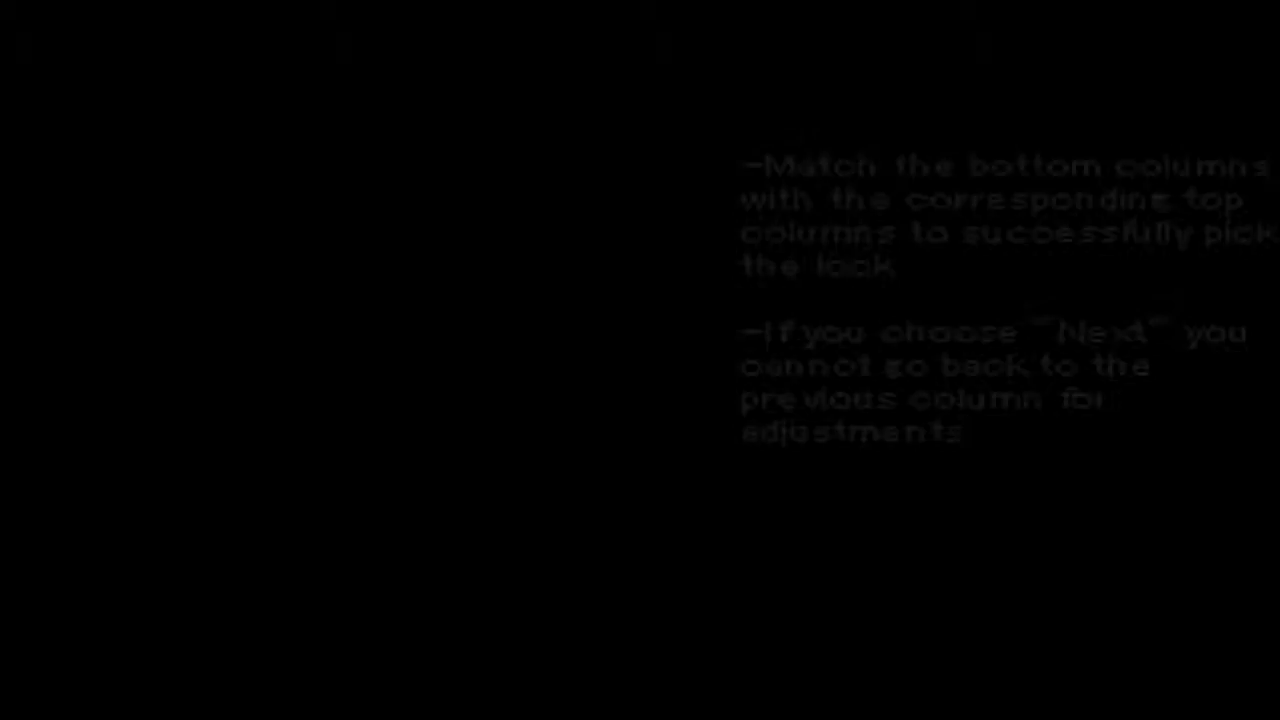 -Match the bottom columns
with the corresponding top
columns to successfully pick
the lock
-If you choose "Next" you
cannot go back to the
previous column for
adjustments